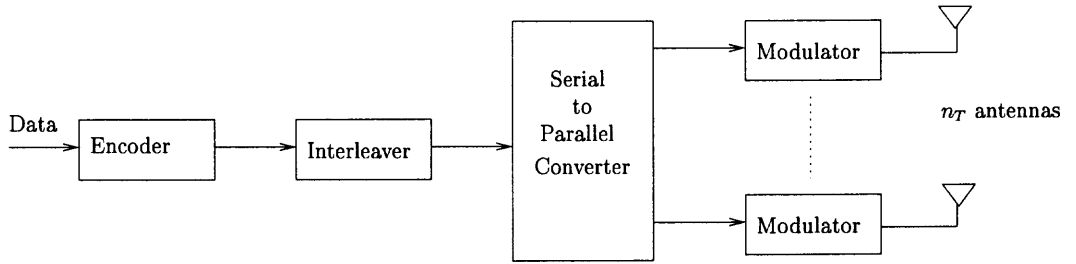 Data
Encoder
Interleaver
Serial
to
Parallel
Converter
Modulator
n_T antennas
Modulator